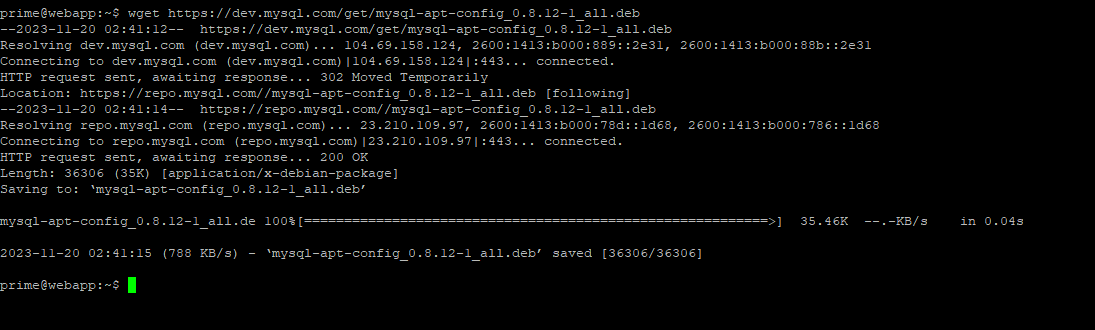 prime@webapp:~$ wget https://dev.mysql.com/get/mysql-apt-config_0.8.12-1_all.deb
--2023-11-20 02:41:12--  https://dev.mysql.com/get/mysql-apt-config_0.8.12-1_all.deb
Resolving dev.mysql.com (dev.mysql.com)... 104.69.158.124, 2600:1413:b000:889::2e31, 2600:1413:b000:88b::2e31
Connecting to dev.mysql.com (dev.mysql.com)|104.69.158.124|:443... connected.
HTTP request sent, awaiting response... 302 Moved Temporarily
Location: https://repo.mysql.com//mysql-apt-config_0.8.12-1_all.deb [following]
--2023-11-20 02:41:14--  https://repo.mysql.com//mysql-apt-config_0.8.12-1_all.deb
Resolving repo.mysql.com (repo.mysql.com)... 23.210.109.97, 2600:1413:b000:78d::1d68, 2600:1413:b000:786::1d68
Connecting to repo.mysql.com (repo.mysql.com)|23.210.109.97|:443... connected.
HTTP request sent, awaiting response... 200 OK
Length: 36306 (35K) [application/x-debian-package]
Saving to: ‘mysql-apt-config_0.8.12-1_all.deb’
mysql-apt-config_0.8.12-1_all.de 100%[==========================================================>]  35.46K  --.-KB/s    in 0.04s
2023-11-20 02:41:15 (788 KB/s) - ‘mysql-apt-config_0.8.12-1_all.deb’ saved [36306/36306]
prime@webapp:~$